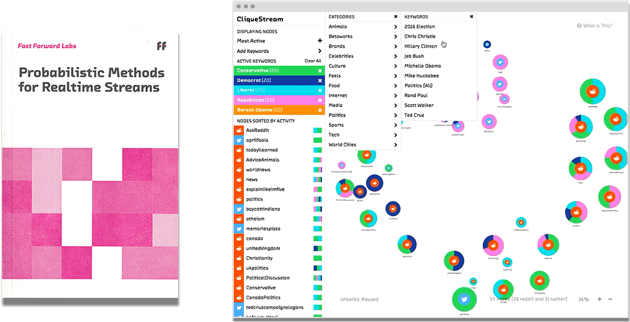 Fast Forward Labs
FF
Probabilistic Methods
for Realtime Streams
CliqueStream
DISPLAYING NODES
Most Active
Add Keywords
ACTIVE KEYWORDS Clear All
Conservative (20)
Democrat (20)
Liberal (20)
Republican (20)
Barack Obama (20)
NODES SORTED BY ACTIVITY
AskReddit
aprilfools
todayilearned
AdviceAnimals
worldnews
news
explainlikeimfive
politics
boycottindiana
atheism
memoriesplaza
canada
unitedkingdom
Christianity
ukpolitics
PoliticalDiscussion
Conservative
CanadaPolitics
tedcruzcampaignslogans
CATEGORIES
Animals
Betaworks
Brands
Celebrities
Culture
Feels
Food
Internet
Media
Politics
Sports
Tech
World Cities
KEYWORDS
2016 Election
Chris Christie
Hillary Clinton
Jeb Bush
Michelle Obama
Mike Huckabee
Politics (All)
Rand Paul
Scott Walker
Ted Cruz
What is This?
UPDATES: Paused
34%